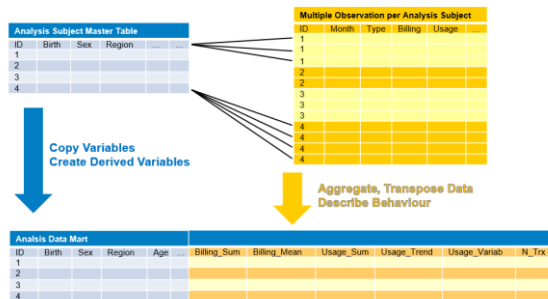 Multiple Observation per Analysis Subject
ID Month Type Billing Usage ...
1
1
1
2
2
3
3
3
4
4
4
4
Analysis Subject Master Table
ID Birth Sex Region ... ...
1
2
3
4
Copy Variables
Create Derived Variables
Aggregate, Transpose Data
Describe Behaviour
Analsis Data Mart
ID Birth Sex Region Age ... Billing_Sum Billing_Mean Usage_Sum Usage_Trend Usage_Variab N_Trx
1
2
3
4